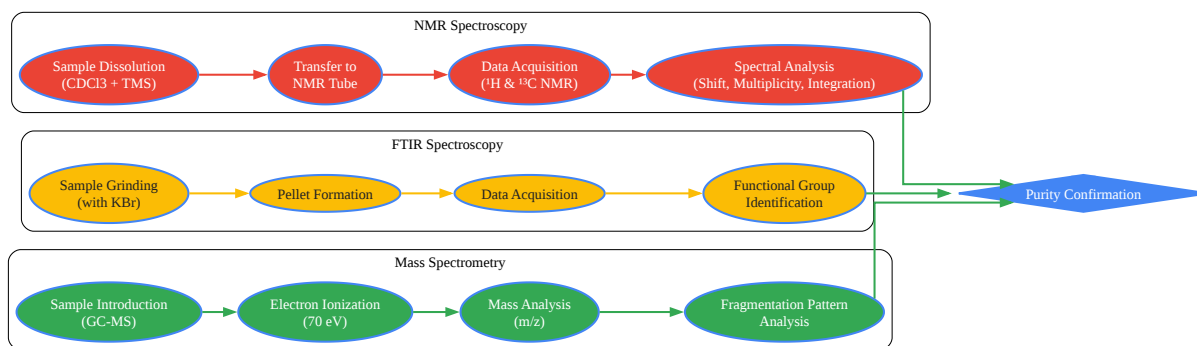 NMR Spectroscopy
Sample Dissolution
(CDCl3 + TMS)
Transfer to
NMR Tube
Data Acquisition
(¹H & ¹³C NMR)
Spectral Analysis
(Shift, Multiplicity, Integration)
FTIR Spectroscopy
Sample Grinding
(with KBr)
Pellet Formation
Data Acquisition
Functional Group
Identification
Purity Confirmation
Mass Spectrometry
Sample Introduction
(GC-MS)
Electron Ionization
(70 eV)
Mass Analysis
(m/z)
Fragmentation Pattern
Analysis